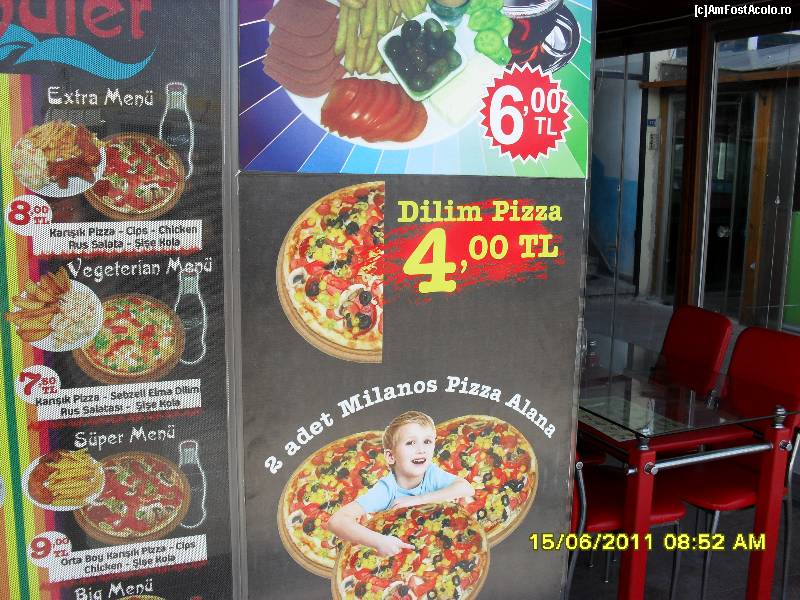 [c]AmFostAcolo.ro
Extra Menü
8,00
TL
Karışık Pizza - Cips - Chicken
Rus Salata - Şişe Kola
Vegeterian Menü
7,50
TL
Karışık Pizza - Sebzeli Elma Dilim
Rus Salatası - Şişe Kola
Süper Menü
9,00
TL
Orta Boy Karışık Pizza - Cips
Chicken - Şişe Kola
Big Menü
6,00
TL
Dilim Pizza
4,00 TL
2 adet Milanos Pizza Alana
15/06/2011 08:52 AM